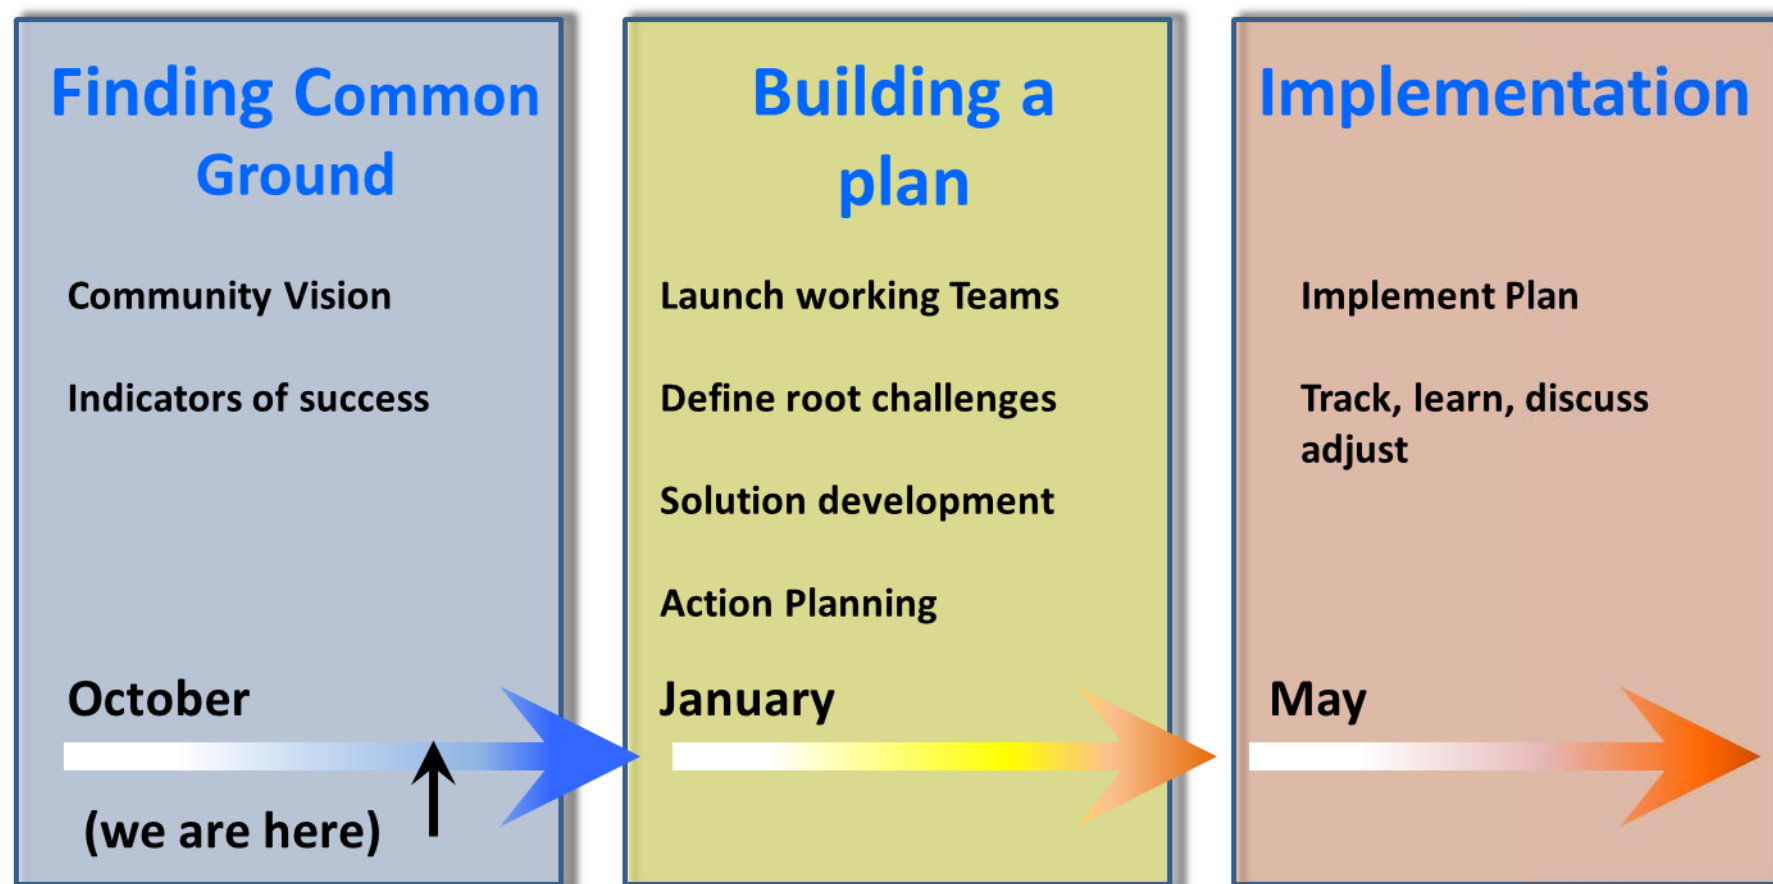 Finding Common
Ground
Community Vision
Indicators of success
October
(we are here)
Building a
plan
Launch working Teams
Define root challenges
Solution development
Action Planning
January
Implementation
Implement Plan
Track, learn, discuss
adjust
May